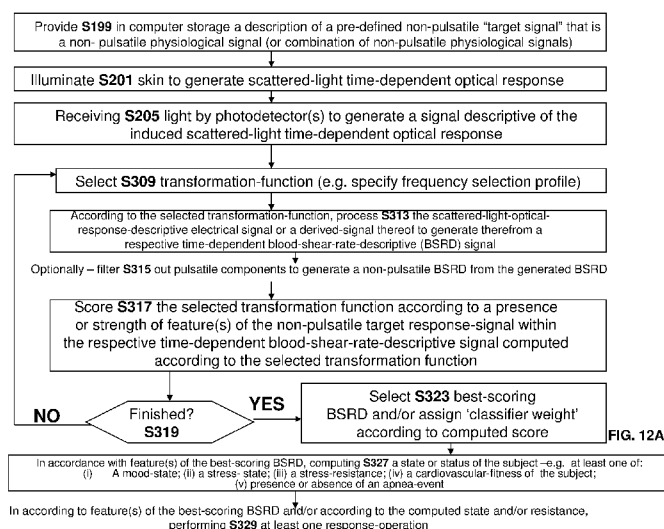 Provide S199 in computer storage a description of a pre-defined non-pulsatile “target signal” that is
a non- pulsatile physiological signal (or combination of non-pulsatile physiological signals)
Illuminate S201 skin to generate scattered-light time-dependent optical response
Receiving S205 light by photodetector(s) to generate a signal descriptive of the
induced scattered-light time-dependent optical response
Select S309 transformation-function (e.g. specify frequency selection profile)
According to the selected transformation-function, process S313 the scattered-light-optical-
response-descriptive electrical signal or a derived-signal thereof to generate therefrom a
respective time-dependent blood-shear-rate-descriptive (BSRD) signal
Optionally – filter S315 out pulsatile components to generate a non-pulsatile BSRD from the generated BSRD
Score S317 the selected transformation function according to a presence
or strength of feature(s) of the non-pulsatile target response-signal within
the respective time-dependent blood-shear-rate-descriptive signal computed
according to the selected transformation function
NO
Finished?
S319
YES
Select S323 best-scoring
BSRD and/or assign ‘classifier weight’
according to computed score
FIG. 12A
In accordance with feature(s) of the best-scoring BSRD, computing S327 a state or status of the subject –e.g. at least one of:
(i) A mood-state; (ii) a stress- state; (iii) a stress-resistance; (iv) a cardiovascular-fitness of the subject;
(v) presence or absence of an apnea-event
In according to feature(s) of the best-scoring BSRD and/or according to the computed state and/or resistance,
performing S329 at least one response-operation